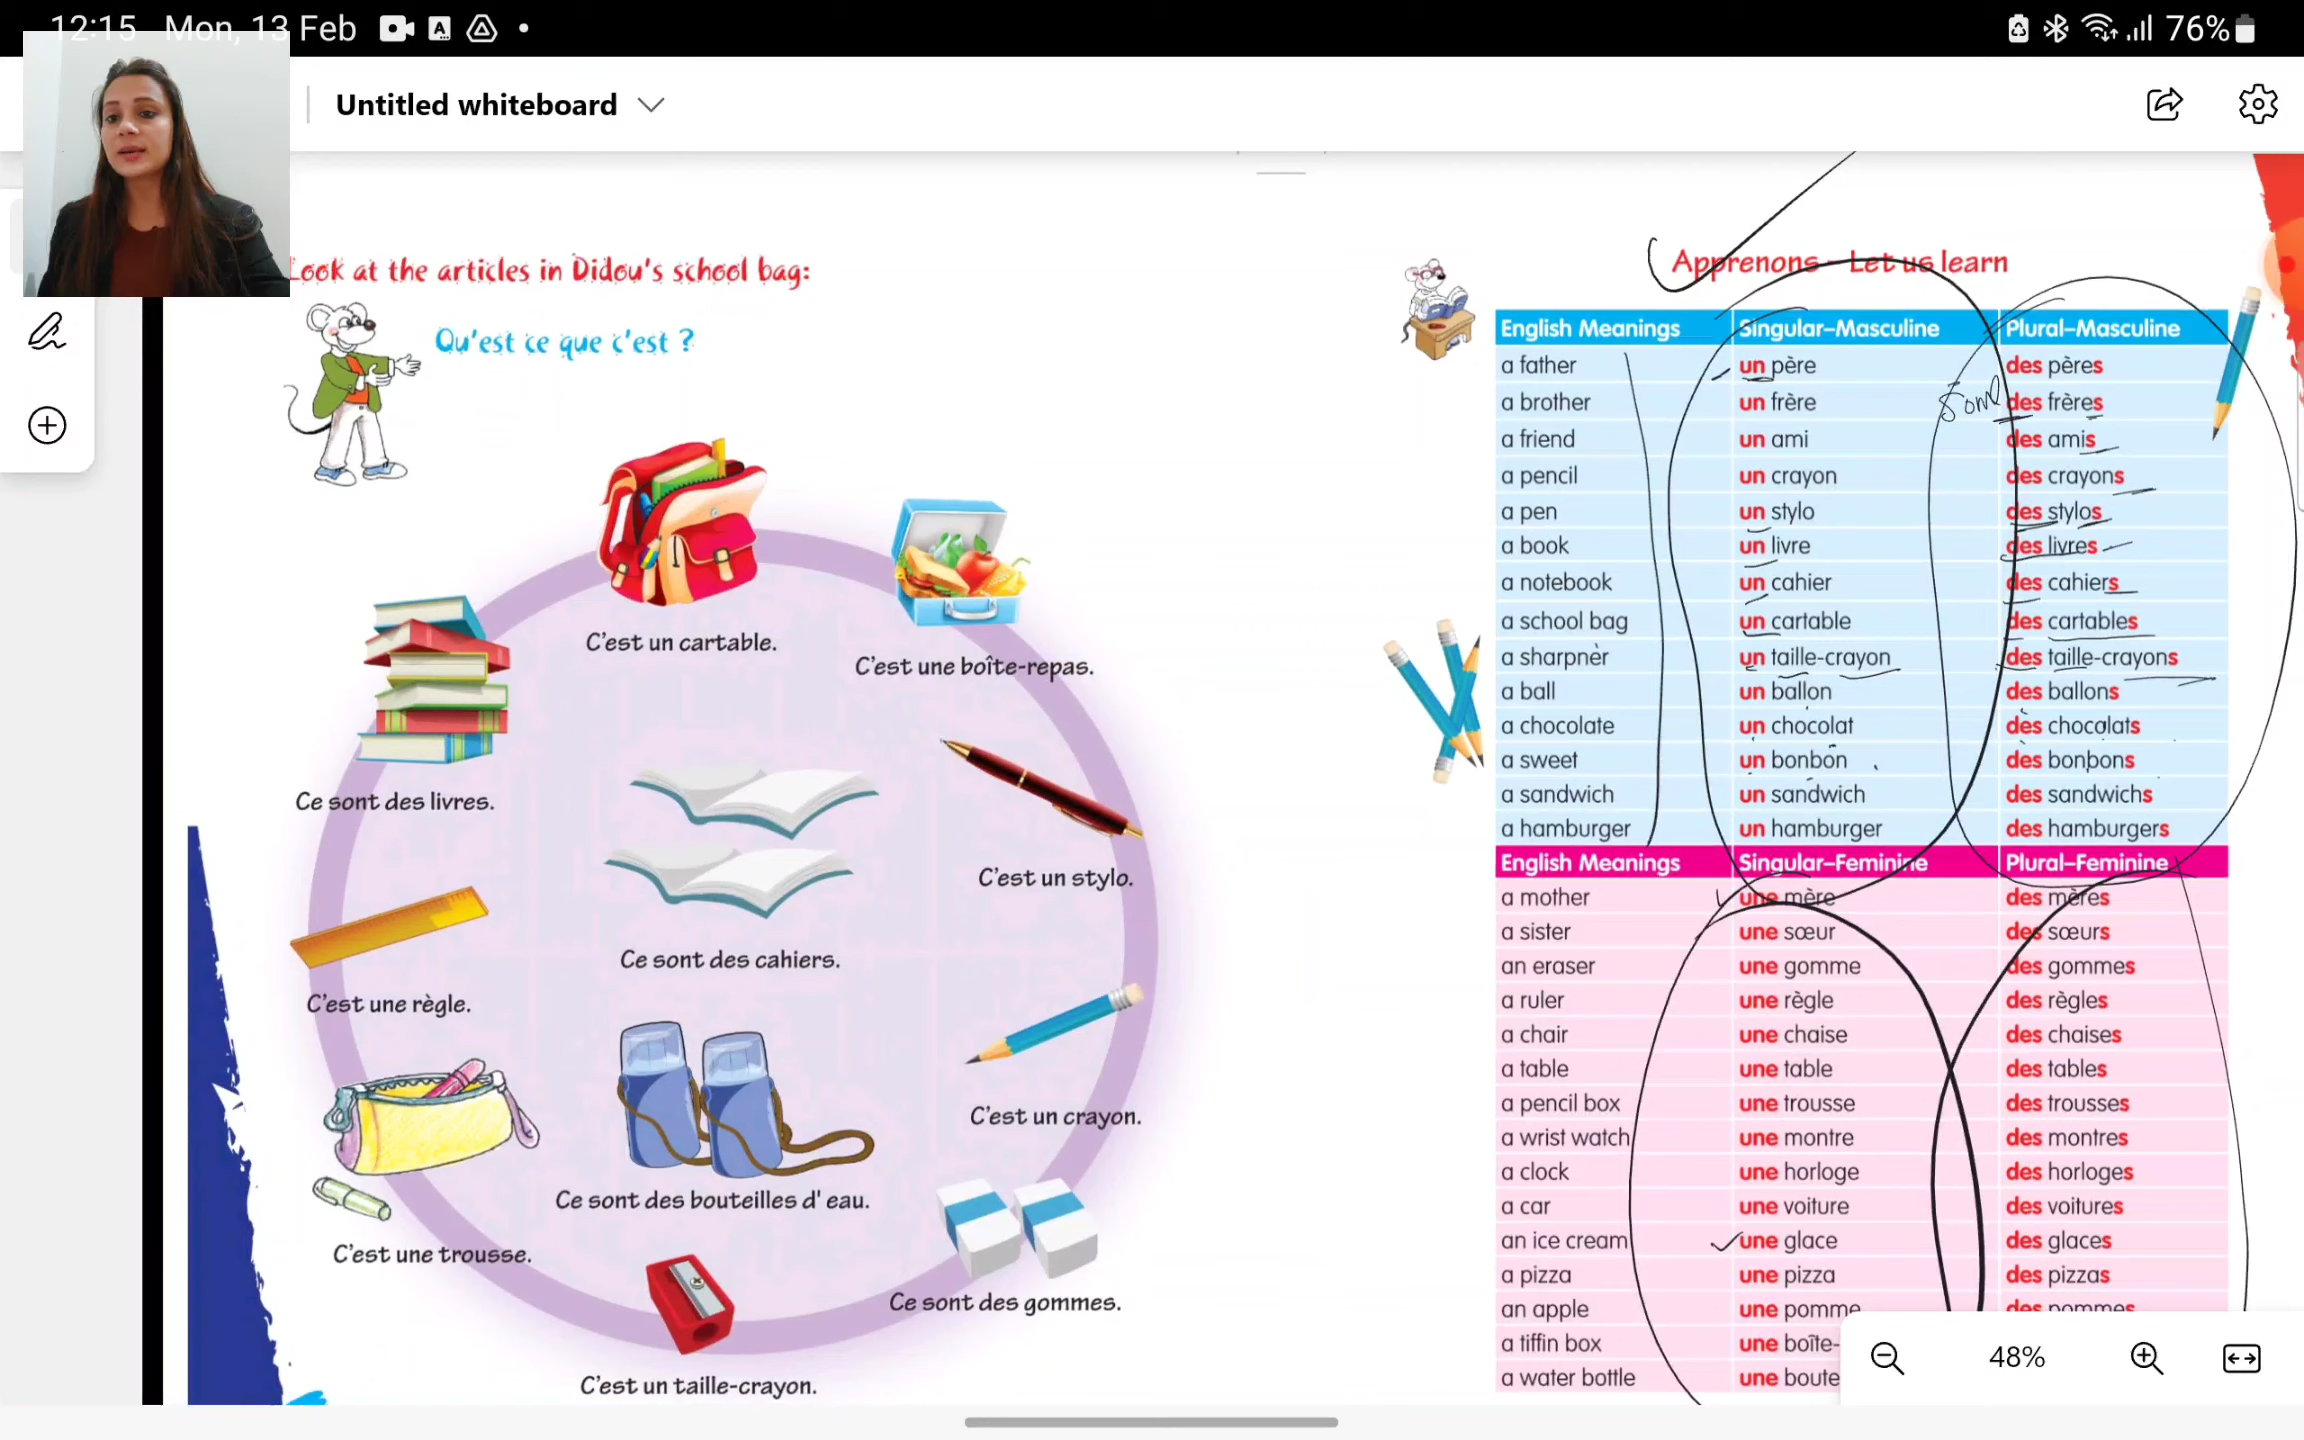 12:15 Mon, 13 Feb
76%
Untitled whiteboard
Look at the articles in Didou's school bag:
Qu'est ce que c'est ?
C'est un cartable.
C'est une boîte-repas.
Ce sont des livres.
C'est un stylo.
Ce sont des cahiers.
C'est une règle.
C'est un crayon.
Ce sont des bouteilles d' eau.
C'est une trousse.
Ce sont des gommes.
C'est un taille-crayon.
Apprenons – Let us learn
English Meanings Singular–Masculine Plural–Masculine
a father un père des pères
a brother un frère des frères
a friend un ami des amis
a pencil un crayon des crayons
a pen un stylo des stylos
a book un livre des livres
a notebook un cahier des cahiers
a school bag un cartable des cartables
a sharpner un taille-crayon des taille-crayons
a ball un ballon des ballons
a chocolate un chocolat des chocolats
a sweet un bonbon des bonbons
a sandwich un sandwich des sandwichs
a hamburger un hamburger des hamburgers
English Meanings Singular–Feminine Plural–Feminine
a mother une mère des mères
a sister une sœur des sœurs
an eraser une gomme des gommes
a ruler une règle des règles
a chair une chaise des chaises
a table une table des tables
a pencil box une trousse des trousses
a wrist watch une montre des montres
a clock une horloge des horloges
a car une voiture des voitures
an ice cream une glace des glaces
a pizza une pizza des pizzas
an apple une pomme des pommes
a tiffin box une boîte-
a water bottle une boute
48%